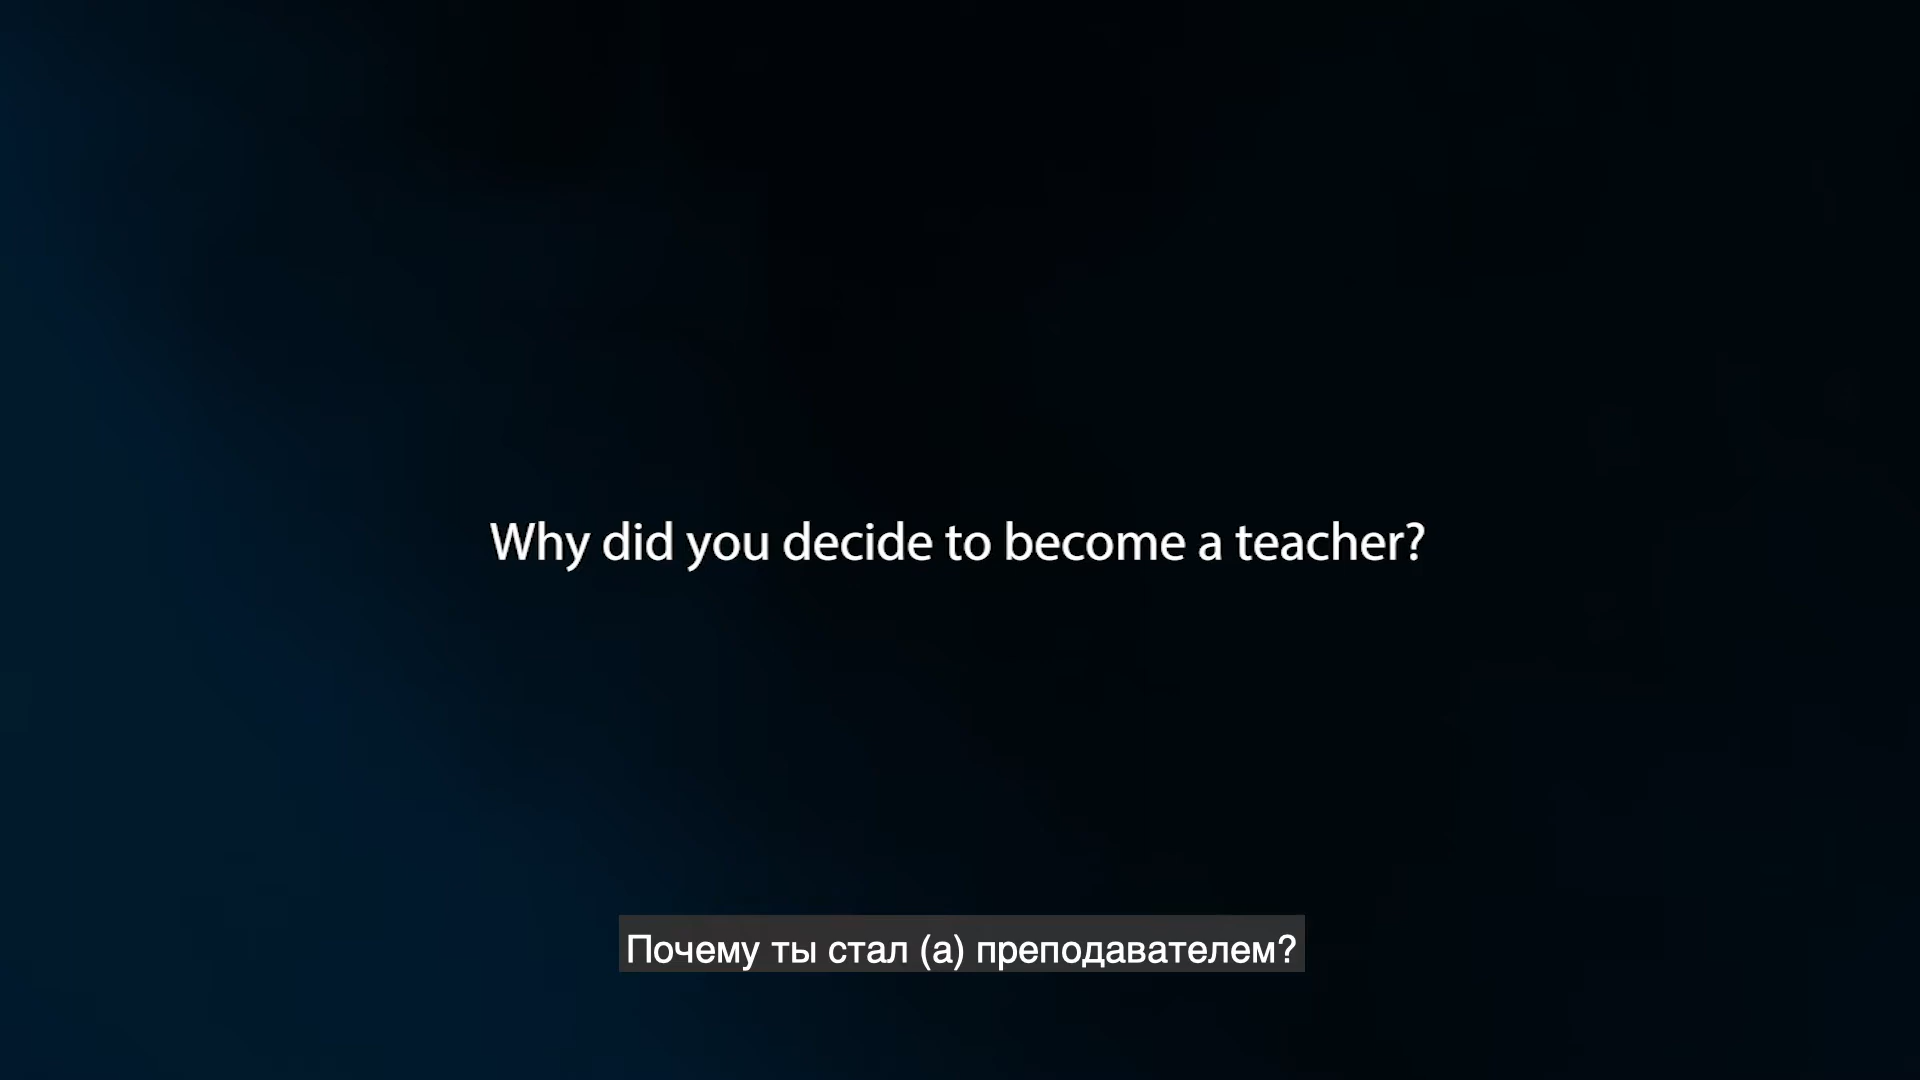 Why did you decide to become a teacher?
Почему ты стал (а) преподавателем?